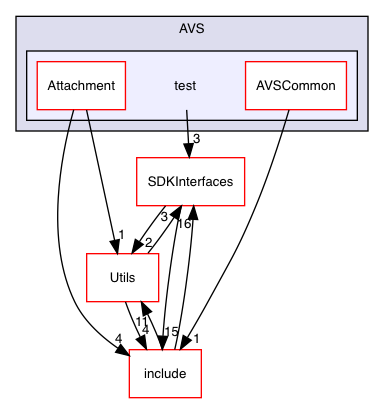 AVS
Attachment test AVSCommon
3
SDKInterfaces
1 3 2 16
Utils
11 4 15 4 1
include